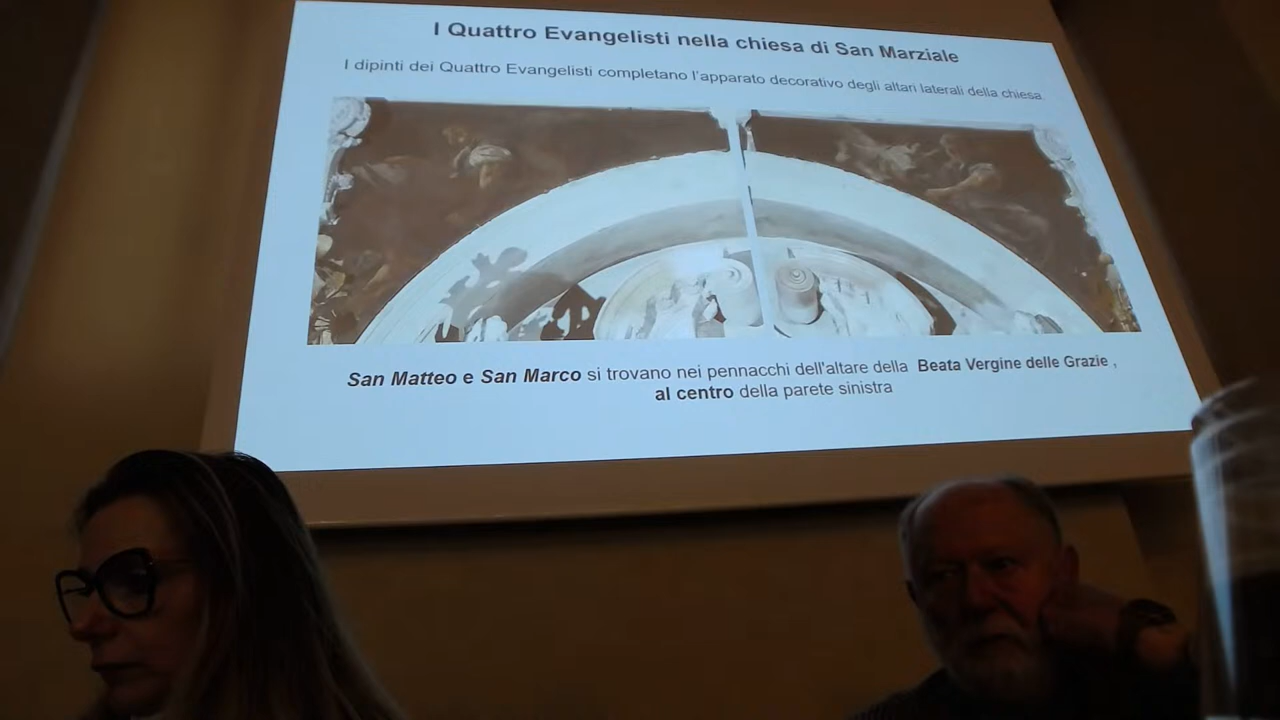 I Quattro Evangelisti nella chiesa di San Marziale
I dipinti dei Quattro Evangelisti completano l'apparato decorativo degli altari laterali della chiesa.
San Matteo e San Marco si trovano nei pennacchi dell'altare della Beata Vergine delle Grazie ,
al centro della parete sinistra